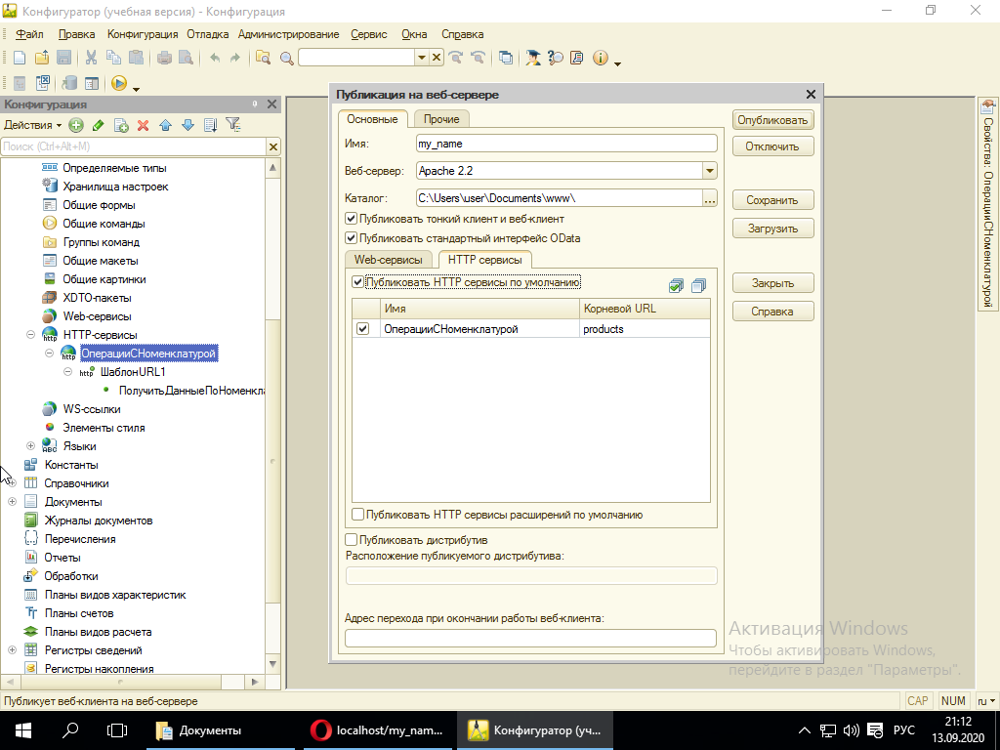 Конфигуратор (учебная версия) - Конфигурация
Файл Правка Конфигурация Отладка Администрирование Сервис Окна Справка
Конфигурация
Действия
Поиск (Ctrl+Alt+M)
Определяемые типы
Хранилища настроек
Общие формы
Общие команды
Группы команд
Общие макеты
Общие картинки
XDTO-пакеты
Web-сервисы
HTTP-сервисы
ОперацииСНоменклатурой
ШаблонURL1
ПолучитьДанныеПоНоменкла
WS-ссылки
Элементы стиля
Языки
Константы
Справочники
Документы
Журналы документов
Перечисления
Отчеты
Обработки
Планы видов характеристик
Планы счетов
Планы видов расчета
Регистры сведений
Регистры накопления
Публикация на веб-сервере
Основные Прочие
Имя: my_name
Веб-сервер: Apache 2.2
Каталог: C:\Users\user\Documents\www\ ...
Публиковать тонкий клиент и веб-клиент
Публиковать стандартный интерфейс OData
Web-сервисы HTTP сервисы
Публиковать HTTP сервисы по умолчанию
Имя Корневой URL
ОперацииСНоменклатурой products
Публиковать HTTP сервисы расширений по умолчанию
Публиковать дистрибутив
Расположение публикуемого дистрибутива:
Адрес перехода при окончании работы веб-клиента:
Опубликовать
Отключить
Сохранить
Загрузить
Закрыть
Справка
Свойства: ОперацииСНоменклатурой
Активация Windows
Чтобы активировать Windows,
перейдите в раздел "Параметры".
Публикует веб-клиента на веб-сервере
CAP NUM ru
Документы
localhost/my_nam...
Конфигуратор (уч...
РУС
21:12
13.09.2020